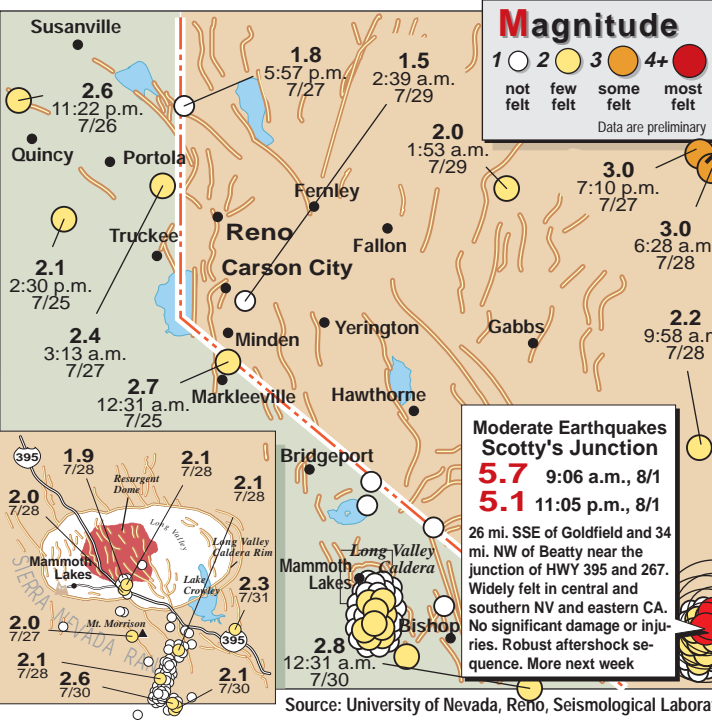 Magnitude
1 2 3 4+
not felt
few felt
some felt
most felt
Data are preliminary
Susanville
2.6
11:22 p.m.
7/26
1.8
5:57 p.m.
7/27
1.5
2:39 a.m.
7/29
2.0
1:53 a.m.
7/29
3.0
7:10 p.m.
7/27
3.0
6:28 a.m
7/28
Quincy
Portola
Fernley
Reno
Truckee
Fallon
2.1
2:30 p.m.
7/25
Carson City
2.4
3:13 a.m.
7/27
Minden
Yerington
Gabbs
2.2
9:58 a.m
7/28
2.7
12:31 a.m.
7/25
Markleeville
Hawthorne
Bridgeport
Moderate Earthquakes
Scotty's Junction
5.7 9:06 a.m., 8/1
5.1 11:05 p.m., 8/1
26 mi. SSE of Goldfield and 34
mi. NW of Beatty near the
junction of HWY 395 and 267.
Widely felt in central and
southern NV and eastern CA.
No significant damage or inju-
ries. Robust aftershock se-
quence. More next week
Long Valley
Caldera
Mammoth
Lakes
Bishop
2.8
12:31 a.m.
7/30
395
1.9
7/28
2.1
7/28
2.1
7/28
2.0
7/28
Resurgent
Dome
Long Valley
Long Valley
Caldera Rim
Mammoth
Lakes
Lake
Crowley
2.3
7/31
SIERRA NEVADA RA
2.0
7/27
Mt. Morrison
395
2.1
7/28
2.6
7/30
2.1
7/30
Source: University of Nevada, Reno, Seismological Labora